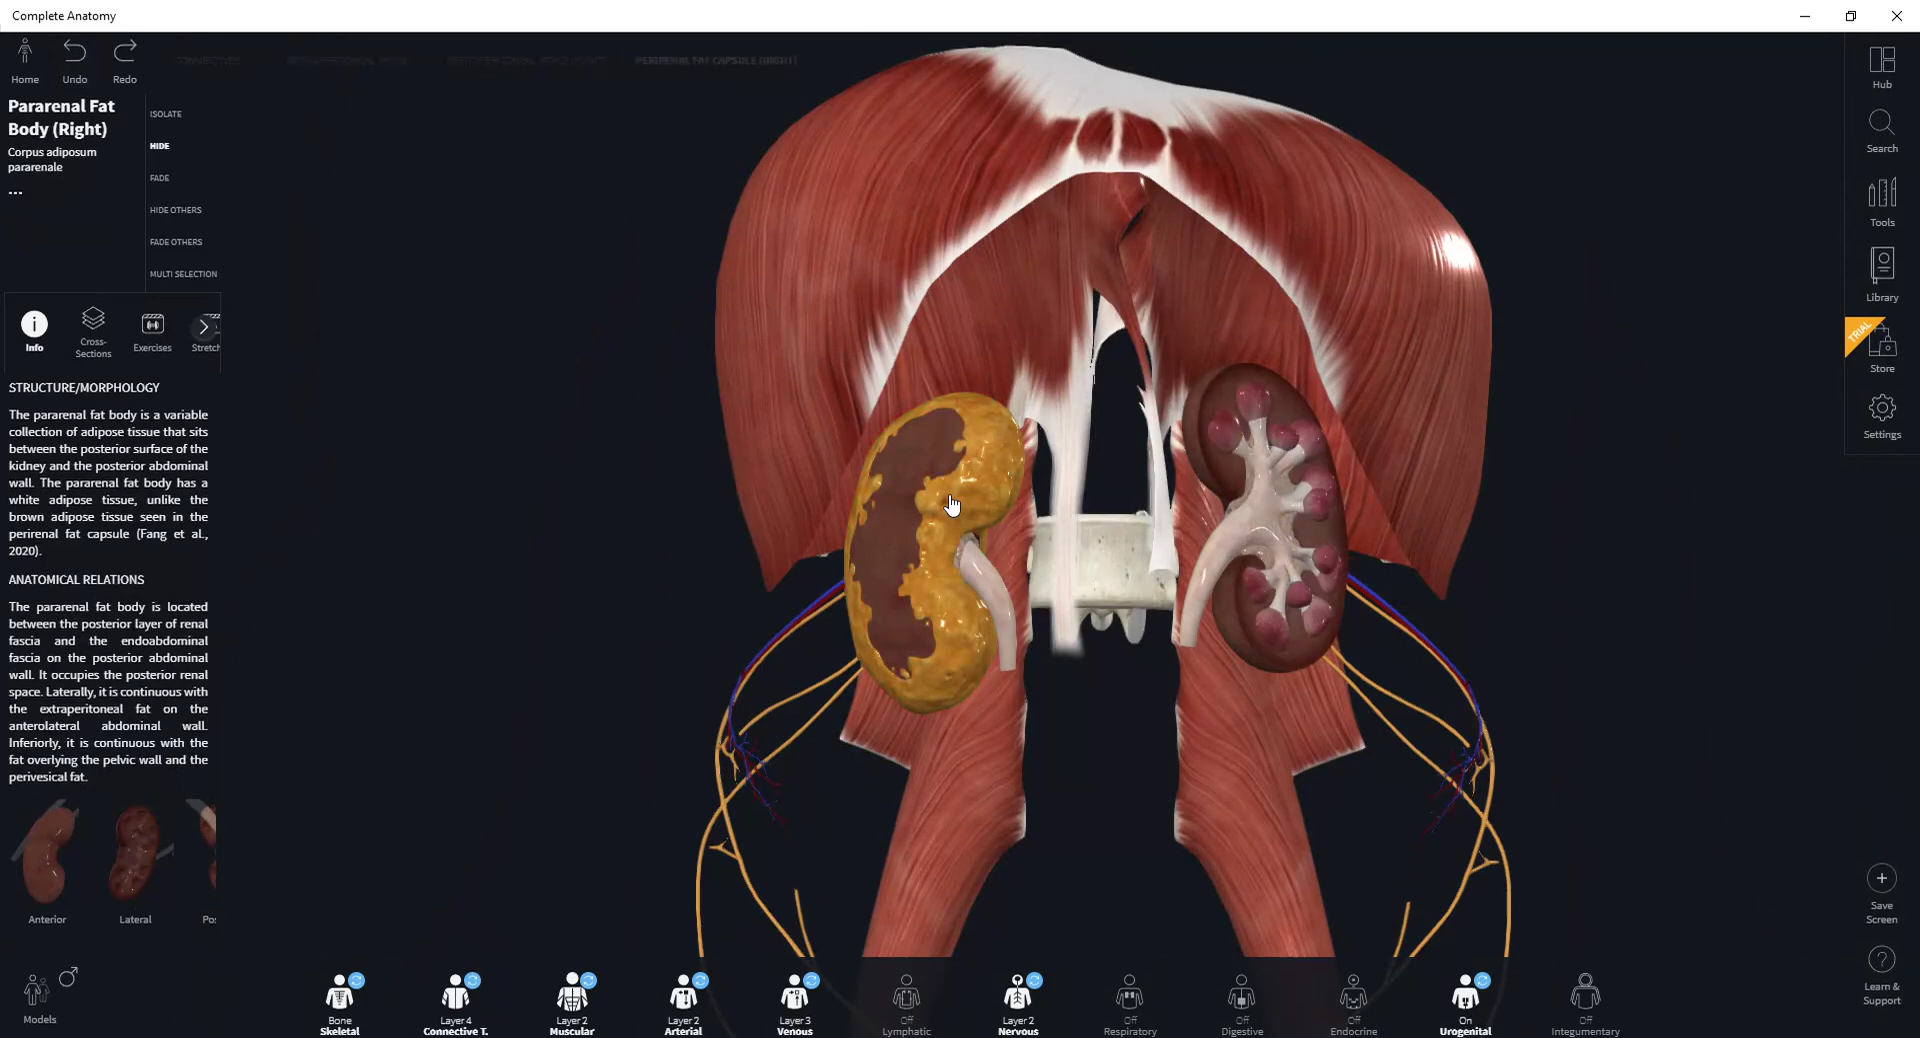 Complete Anatomy
Home
Undo
Redo
PERIRENAL FAT CAPSULE (RIGHT)
Pararenal Fat
Body (Right)
Corpus adiposum
pararenale
...
ISOLATE
HIDE
FADE
HIDE OTHERS
FADE OTHERS
MULTI SELECTION
Info
Cross-
Sections
Exercises
Stretch
STRUCTURE/MORPHOLOGY
The pararenal fat body is a variable
collection of adipose tissue that sits
between the posterior surface of the
kidney and the posterior abdominal
wall. The pararenal fat body has a
white adipose tissue, unlike the
brown adipose tissue seen in the
perirenal fat capsule (Fang et al.,
2020).
ANATOMICAL RELATIONS
The pararenal fat body is located
between the posterior layer of renal
fascia and the endoabdominal
fascia on the posterior abdominal
wall. It occupies the posterior renal
space. Laterally, it is continuous with
the extraperitoneal fat on the
anterolateral abdominal wall.
Inferiorly, it is continuous with the
fat overlying the pelvic wall and the
perivesical fat.
Anterior
Lateral
Pos
Models
Bone
Skeletal
Layer 4
Connective T.
Layer 2
Muscular
Layer 2
Arterial
Layer 3
Venous
Off
Lymphatic
Layer 2
Nervous
Off
Respiratory
Off
Digestive
Off
Endocrine
On
Urogenital
Off
Integumentary
Hub
Search
Tools
Library
TRIAL
Store
Settings
Save
Screen
Learn &
Support